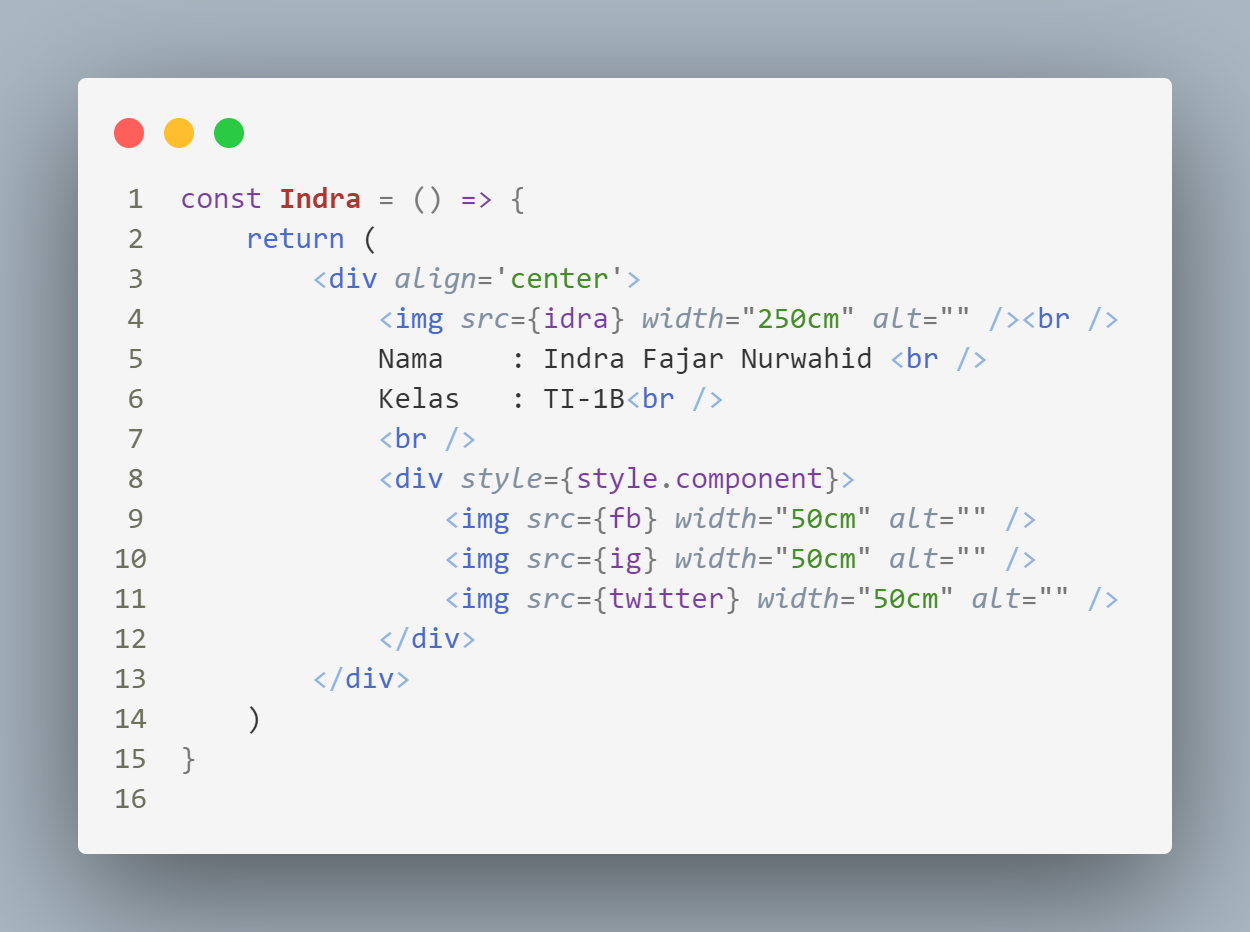 1 const Indra = () => {
2     return (
3         <div align='center'>
4             <img src={idra} width="250cm" alt="" /><br />
5             Nama    : Indra Fajar Nurwahid <br />
6             Kelas   : TI-1B<br />
7             <br />
8             <div style={style.component}>
9                 <img src={fb} width="50cm" alt="" />
10                 <img src={ig} width="50cm" alt="" />
11                 <img src={twitter} width="50cm" alt="" />
12             </div>
13         </div>
14     )
15 }
16